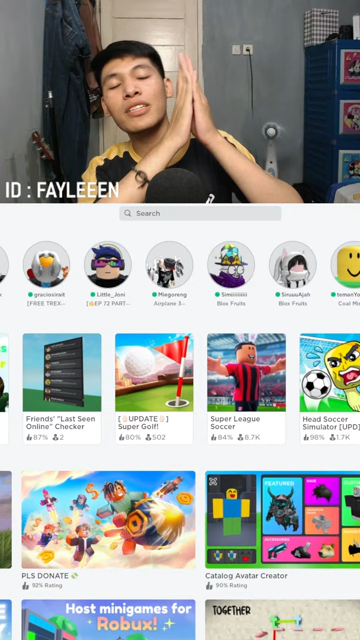 ID : FAYLEEEN
Search
graciosinxit
Little_Joni
Miegoreng
Simiiiiiiii
SiruuuAjah
[FREE TREX...
EP 72 PART...
Airplane 3...
Blox Fruits
Blox Fruits
Coal Mi
Friends' "Last Seen
Online" Checker
87% 2
[UPDATE]
Super Golf!
80% 502
Super League
Soccer
84% 8.7K
Head Soccer
Simulator [UPD]
98% 1.7K
FEATURED
PLS DONATE
92% Rating
Catalog Avatar Creator
90% Rating
Host minigames for
Robux!
TOGETHER